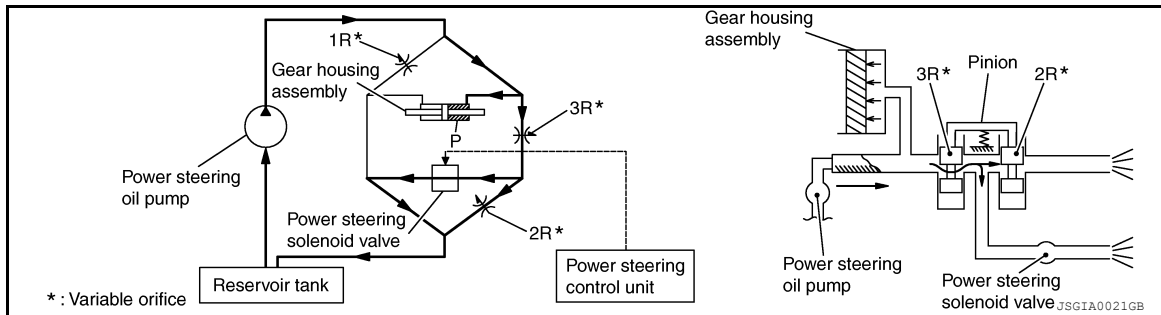 1R*
Gear housing
assembly
3R*
P
Power steering
oil pump
Power steering
solenoid valve
2R*
Reservoir tank
Power steering
control unit
* : Variable orifice
Gear housing
assembly
Pinion
3R*
2R*
Power steering
oil pump
Power steering
solenoid valve
JSGIA0021GB